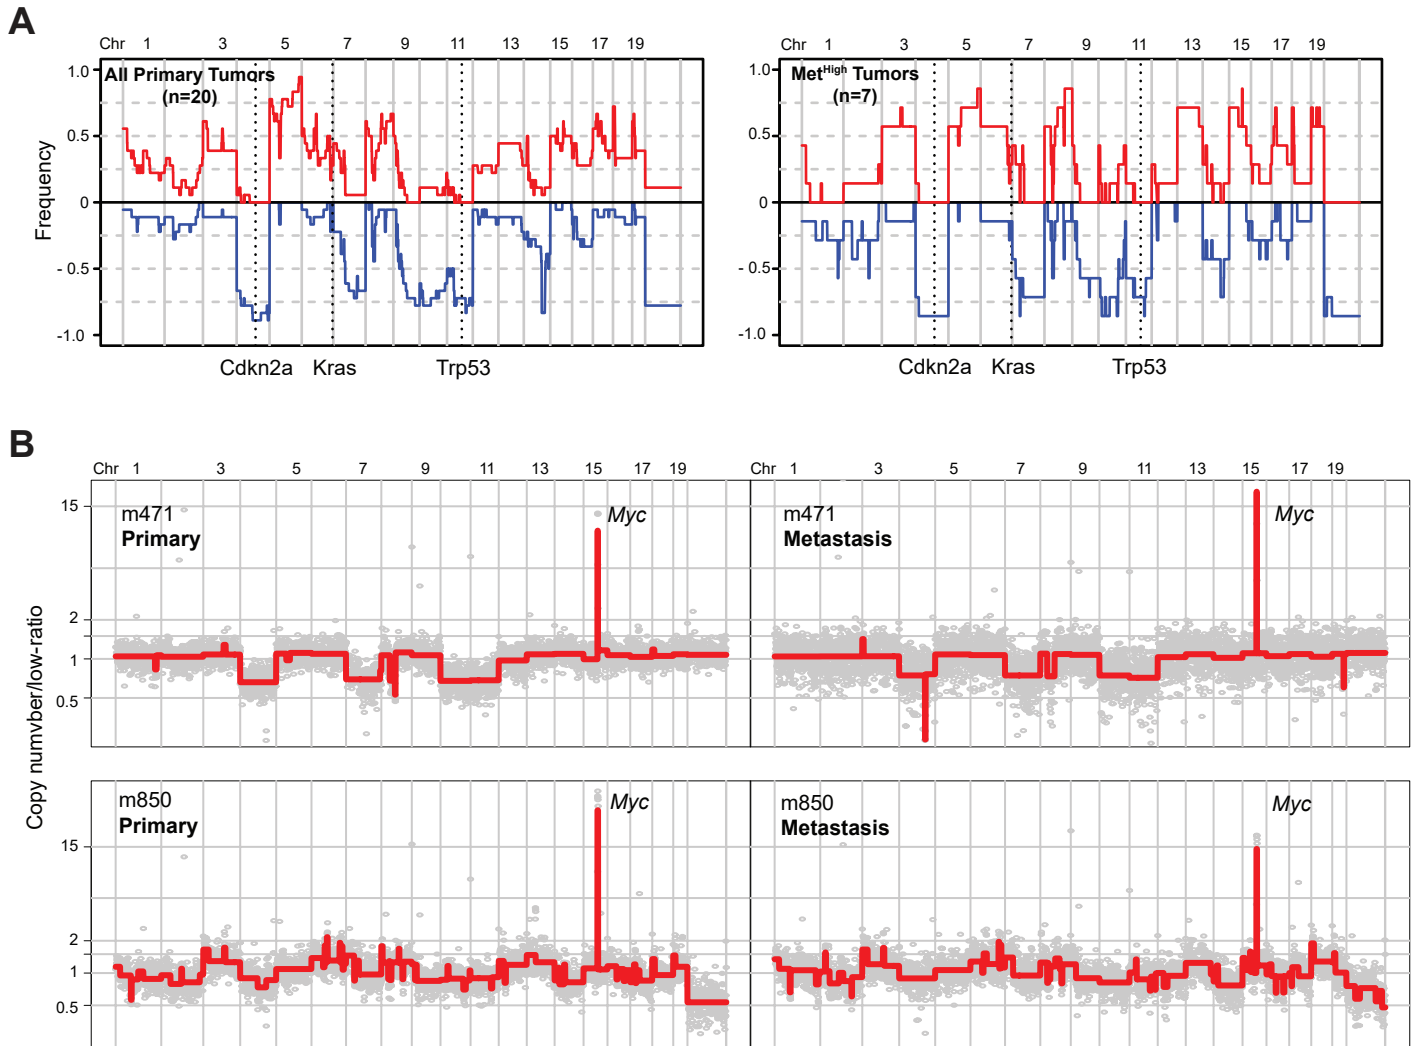 A
Chr 1 3 5 7 9 11 13 15 17 19
Chr 1 3 5 7 9 11 13 15 17 19
All Primary Tumors
(n=20)
Met^High Tumors
(n=7)
Frequency
1.0
0.5
0
- 0.5
-1.0
1.0
0.5
0
- 0.5
-1.0
Cdkn2a Kras Trp53
Cdkn2a Kras Trp53
B
Chr 1 3 5 7 9 11 13 15 17 19
Chr 1 3 5 7 9 11 13 15 17 19
Copy numvber/low-ratio
15
2
1
0.5
m471
Primary
Myc
m471
Metastasis
Myc
15
2
1
0.5
m850
Primary
Myc
m850
Metastasis
Myc